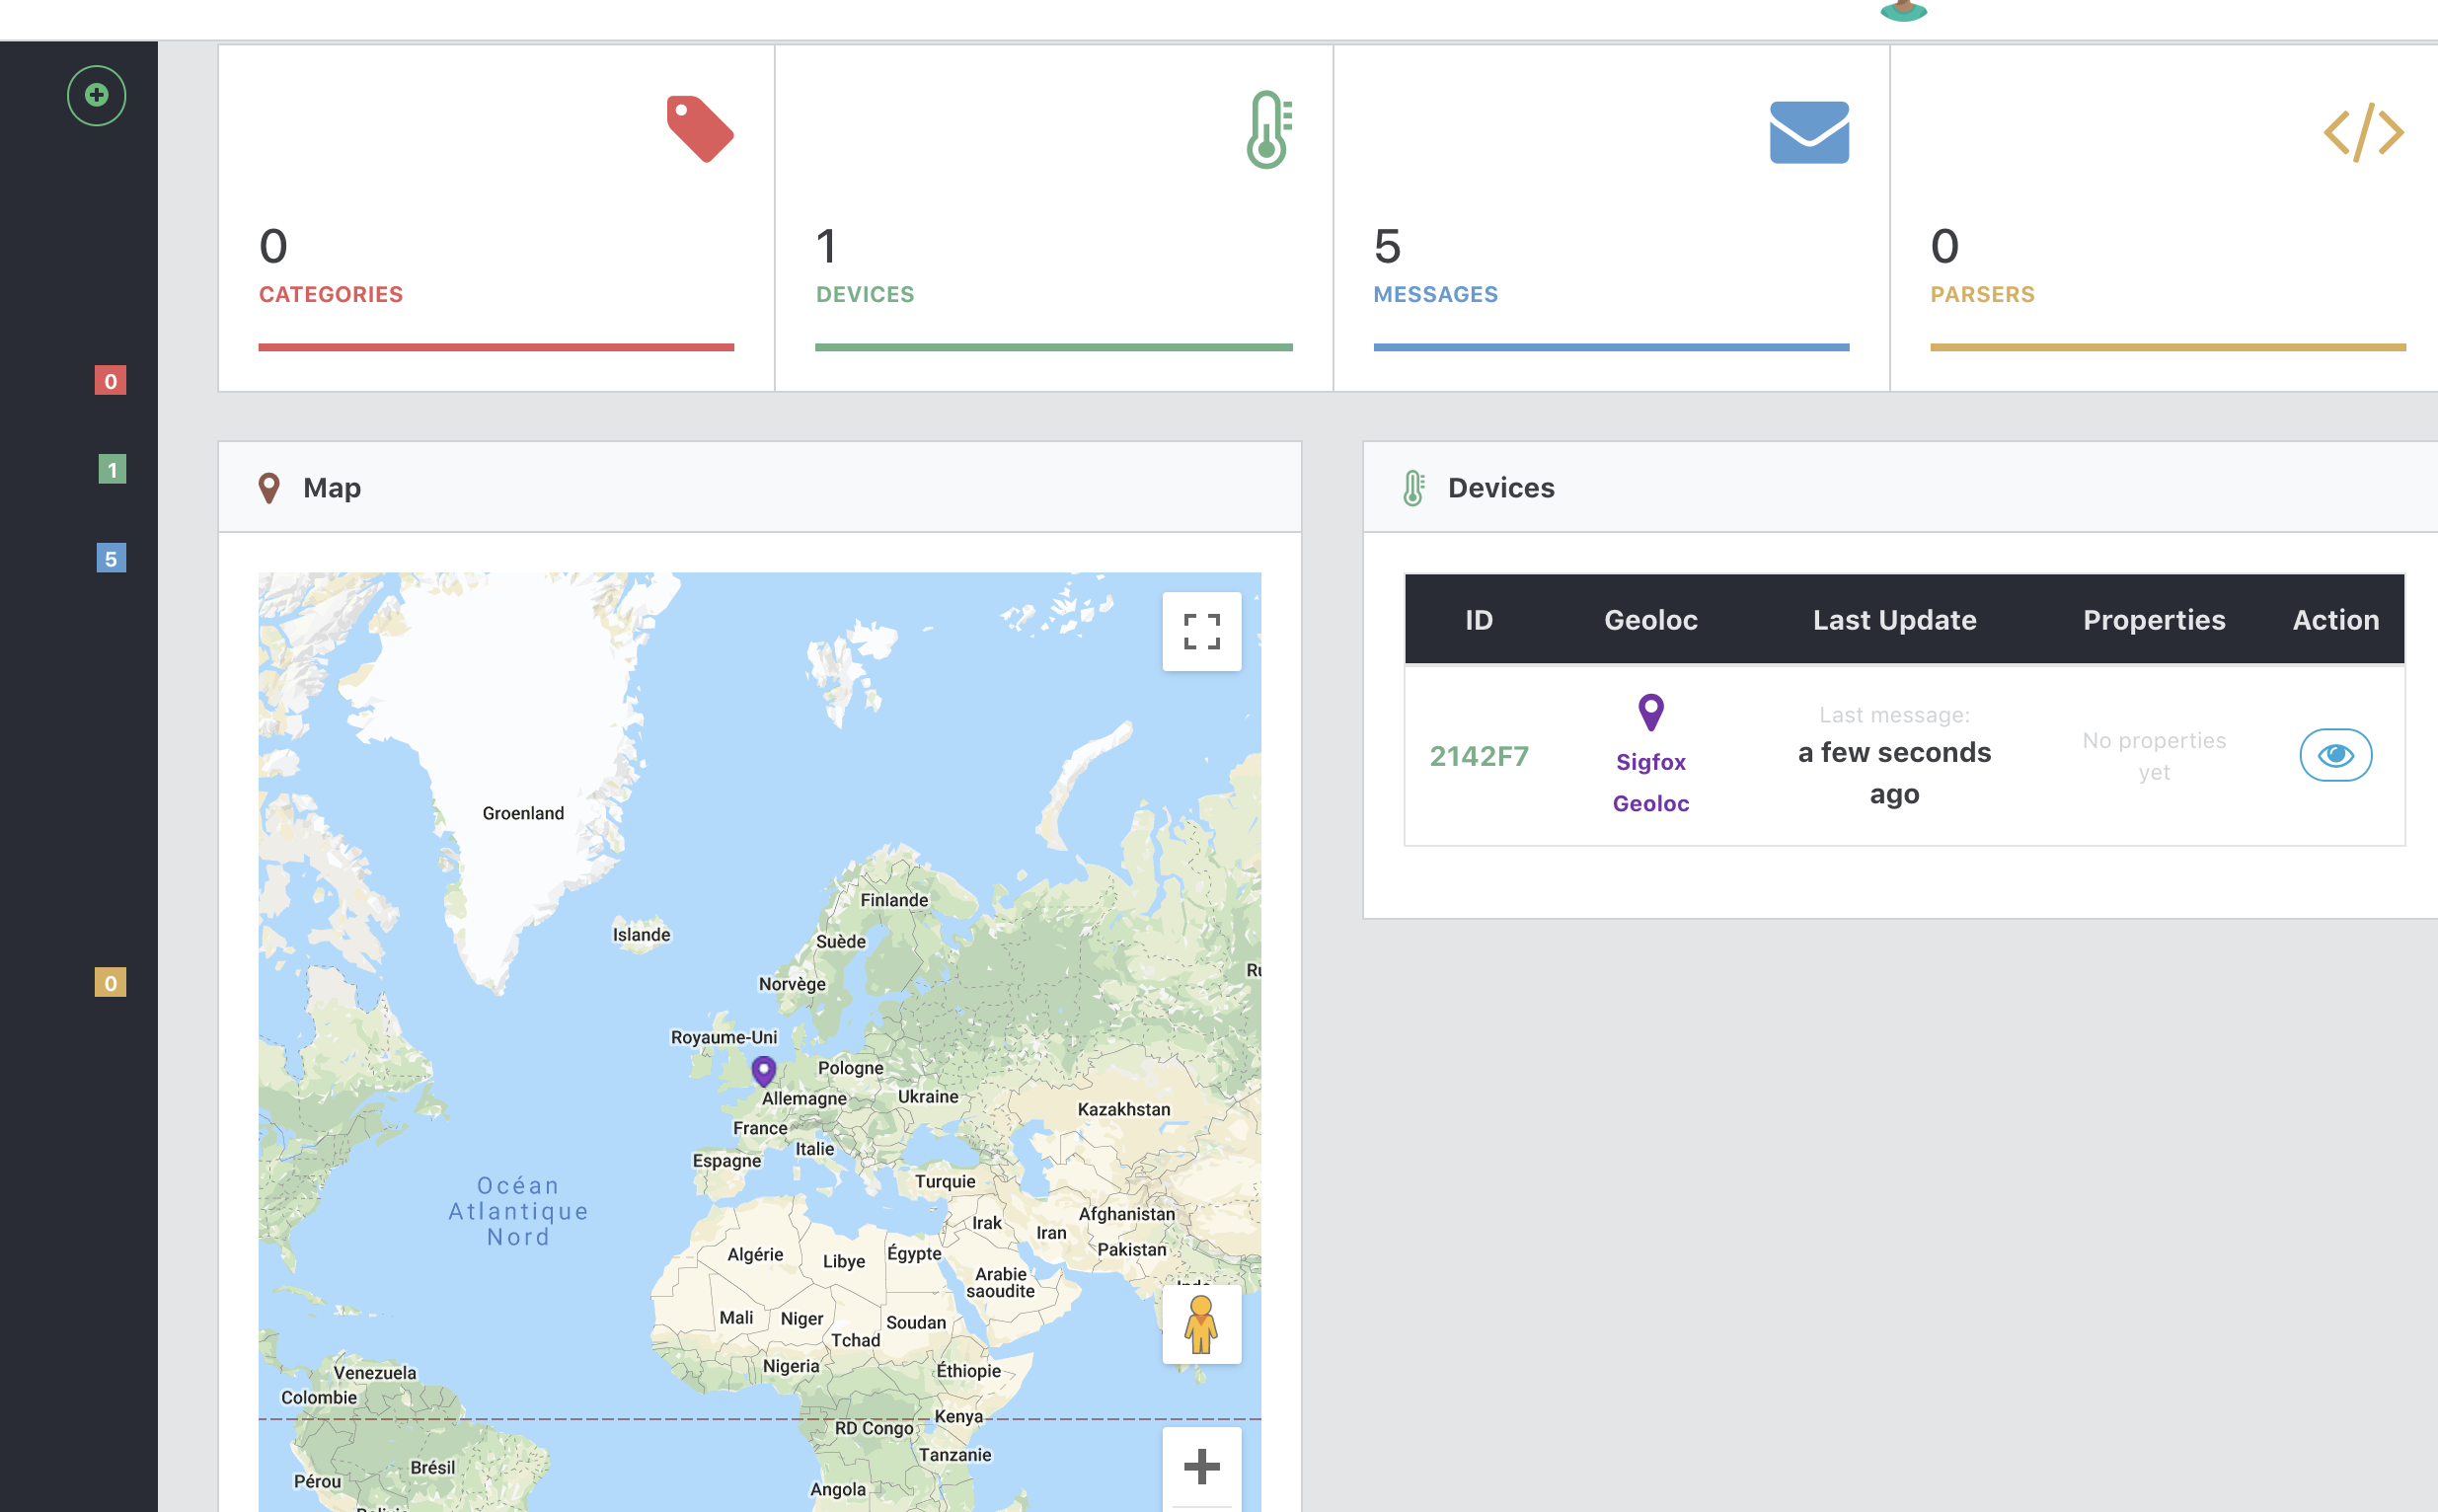 0
CATEGORIES
1
DEVICES
5
MESSAGES
0
PARSERS
0
1
5
0
Map
Groenland
Islande
Finlande
Suède
Norvège
Royaume-Uni
Pologne
Allemagne
Ukraine
Kazakhstan
France
Italie
Espagne
Turquie
Océan
Atlantique
Nord
Irak
Iran
Afghanistan
Pakistan
Algérie
Libye
Égypte
Arabie
saoudite
Mali
Niger
Soudan
Tchad
Nigeria
Éthiopie
Venezuela
Colombie
Kenya
RD Congo
Tanzanie
Brésil
Pérou
Angola
Devices
ID Geoloc Last Update Properties Action
2142F7
Sigfox
Geoloc
Last message:
a few seconds
ago
No properties
yet